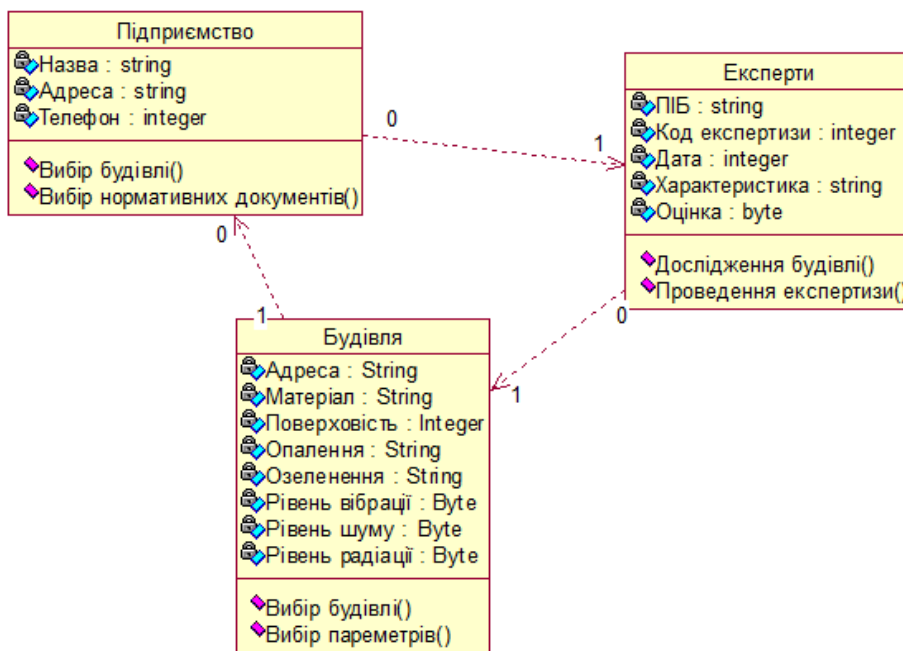 Підприємство
Назва : string
Адреса : string
Телефон : integer
Вибір будівлі()
Вибір нормативних документів()
0
1
Експерти
ПІБ : string
Код експертизи : integer
Дата : integer
Характеристика : string
Оцінка : byte
Дослідження будівлі()
Проведення експертизи()
0
0
1
1
Будівля
Адреса : String
Матеріал : String
Поверховість : Integer
Опалення : String
Озеленення : String
Рівень вібрації : Byte
Рівень шуму : Byte
Рівень радіації : Byte
Вибір будівлі()
Вибір пареметрів()